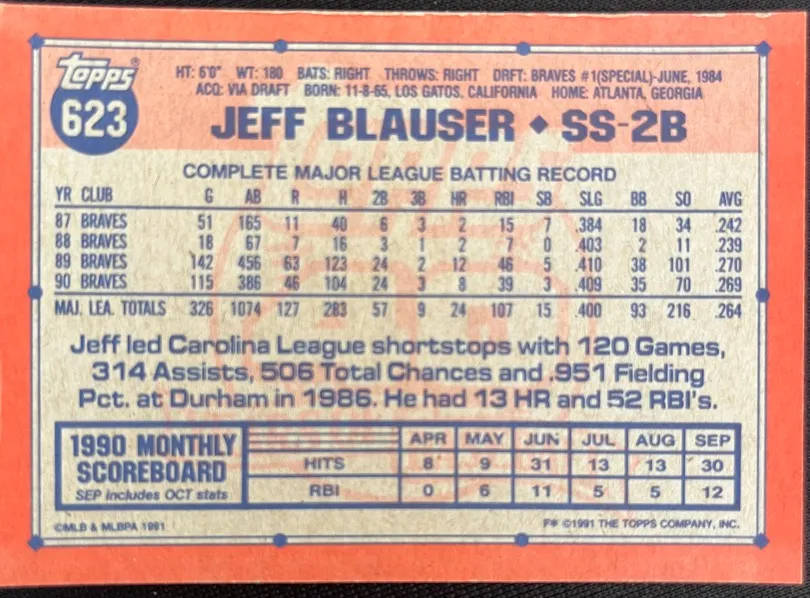 Topps®
623
HT: 6'0" WT: 180 BATS: RIGHT THROWS: RIGHT DRFT: BRAVES #1(SPECIAL)-JUNE, 1984
ACQ: VIA DRAFT BORN: 11-8-65, LOS GATOS, CALIFORNIA HOME: ATLANTA, GEORGIA
JEFF BLAUSER ◆ SS-2B
COMPLETE MAJOR LEAGUE BATTING RECORD
YR CLUB G AB R H 2B 3B HR RBI SB SLG BB SO AVG
87 BRAVES 51 165 11 40 6 3 2 15 7 .384 18 34 .242
88 BRAVES 18 67 7 16 3 1 2 7 0 .403 2 11 .239
89 BRAVES 142 456 63 123 24 2 12 46 5 .410 38 101 .270
90 BRAVES 115 386 46 104 24 3 8 39 3 .409 35 70 .269
MAJ. LEA. TOTALS 326 1074 127 283 57 9 24 107 15 .400 93 216 .264
Jeff led Carolina League shortstops with 120 Games,
314 Assists, 506 Total Chances and .951 Fielding
Pct. at Durham in 1986. He had 13 HR and 52 RBI's.
1990 MONTHLY
SCOREBOARD
SEP includes OCT stats
APR MAY JUN JUL AUG SEP
HITS 8 9 31 13 13 30
RBI 0 6 11 5 5 12
©MLB & MLBPA 1991
F* ©1991 THE TOPPS COMPANY, INC.